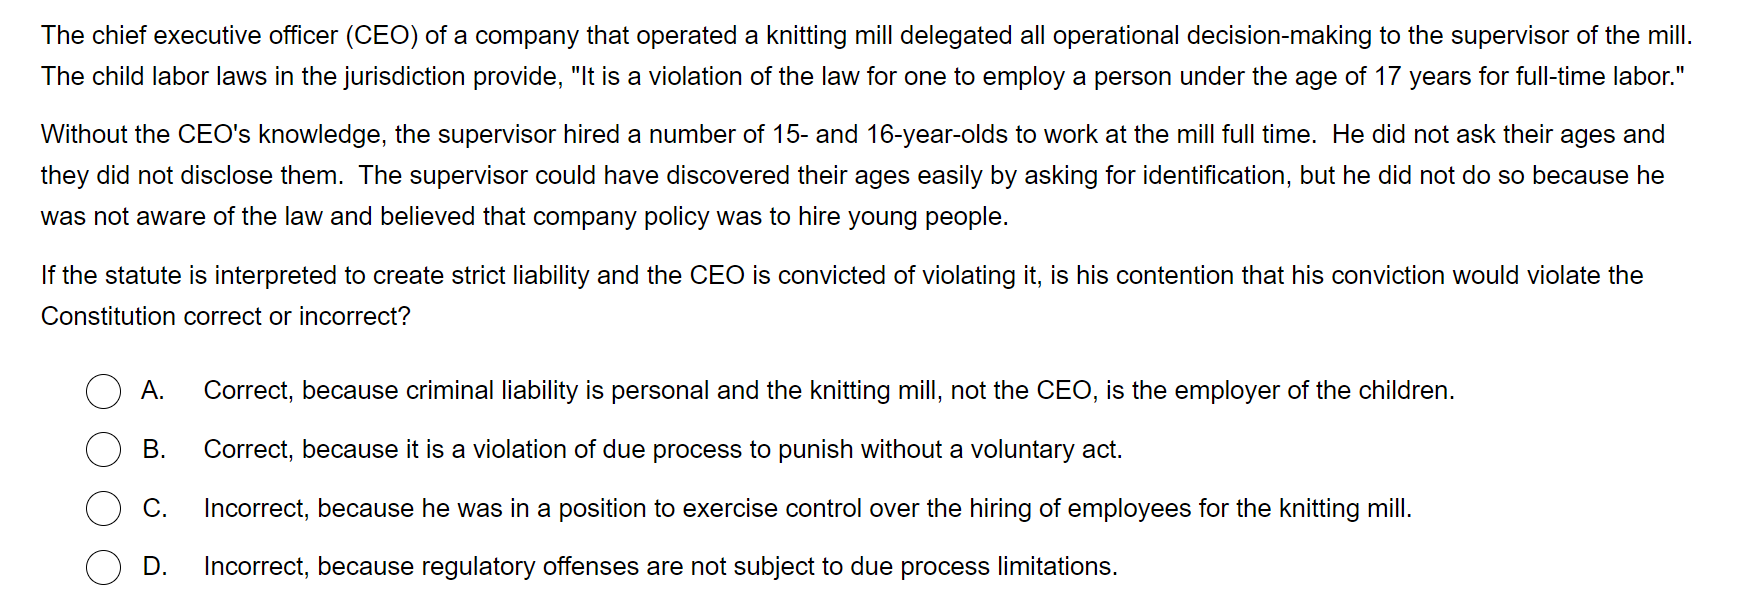 The chief executive officer (CEO) of a company that operated a knitting mill delegated all operational decision-making to the supervisor of the mill.
The child labor laws in the jurisdiction provide, "It is a violation of the law for one to employ a person under the age of 17 years for full-time labor."
Without the CEO's knowledge, the supervisor hired a number of 15- and 16-year-olds to work at the mill full time.  He did not ask their ages and
they did not disclose them.  The supervisor could have discovered their ages easily by asking for identification, but he did not do so because he
was not aware of the law and believed that company policy was to hire young people.
If the statute is interpreted to create strict liability and the CEO is convicted of violating it, is his contention that his conviction would violate the
Constitution correct or incorrect?
A. Correct, because criminal liability is personal and the knitting mill, not the CEO, is the employer of the children.
B. Correct, because it is a violation of due process to punish without a voluntary act.
C. Incorrect, because he was in a position to exercise control over the hiring of employees for the knitting mill.
D. Incorrect, because regulatory offenses are not subject to due process limitations.